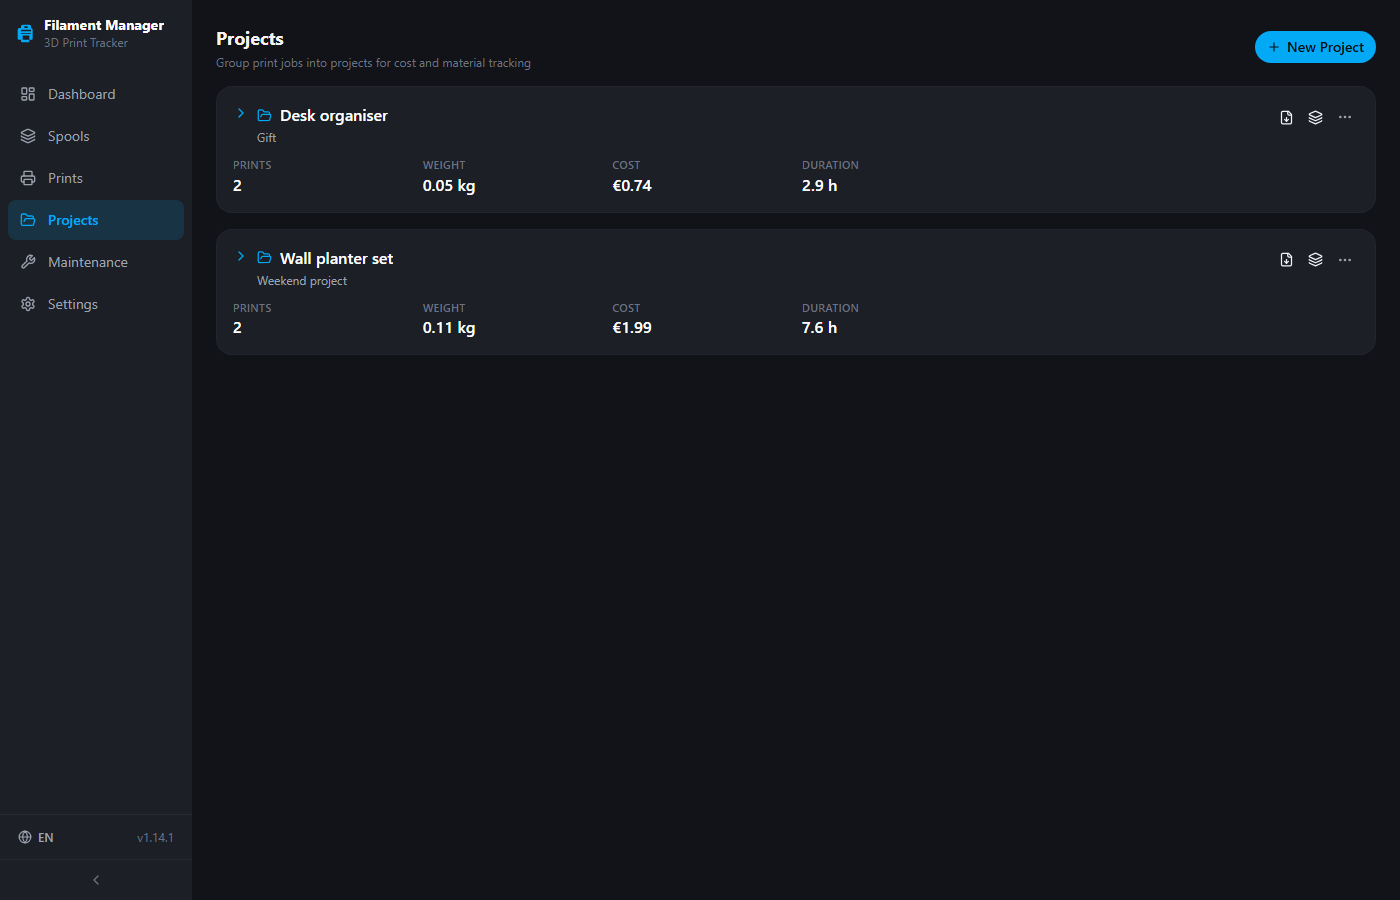 Filament Manager
3D Print Tracker
Dashboard
Spools
Prints
Projects
Maintenance
Settings
EN
v1.14.1
Projects
Group print jobs into projects for cost and material tracking
New Project
Desk organiser
Gift
PRINTS WEIGHT COST DURATION
2 0.05 kg €0.74 2.9 h
Wall planter set
Weekend project
PRINTS WEIGHT COST DURATION
2 0.11 kg €1.99 7.6 h